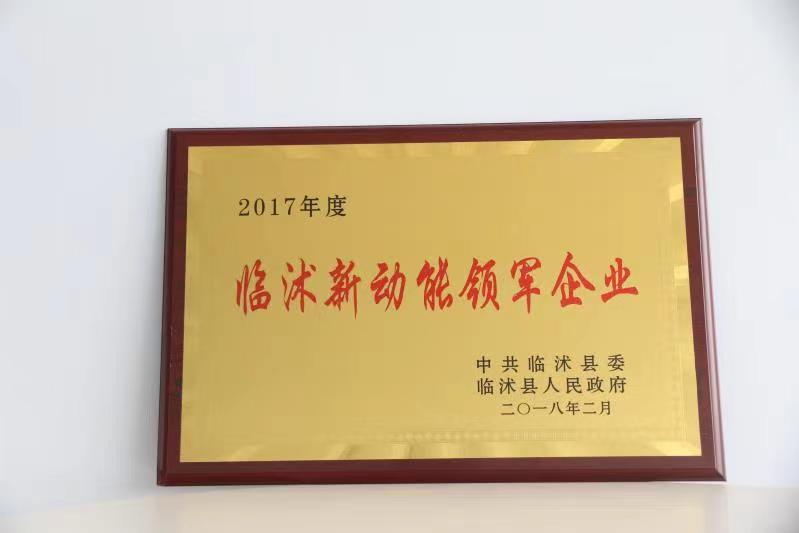 2017年度
临沭新动能领军企业
中共临沭县委
临沭县人民政府
二〇一八年二月